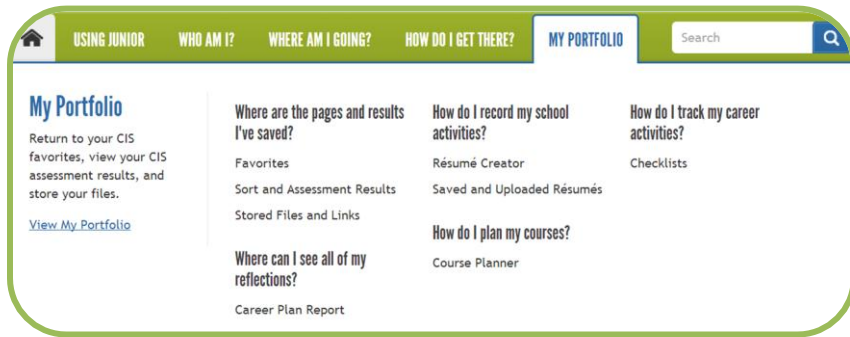 USING JUNIOR
WHO AM I?
WHERE AM I GOING?
HOW DO I GET THERE?
MY PORTFOLIO
Search
My Portfolio
Return to your CIS
favorites, view your CIS
assessment results, and
store your files.
View My Portfolio
Where are the pages and results
I've saved?
Favorites
Sort and Assessment Results
Stored Files and Links
Where can I see all of my
reflections?
Career Plan Report
How do I record my school
activities?
Résumé Creator
Saved and Uploaded Résumés
How do I plan my courses?
Course Planner
How do I track my career
activities?
Checklists